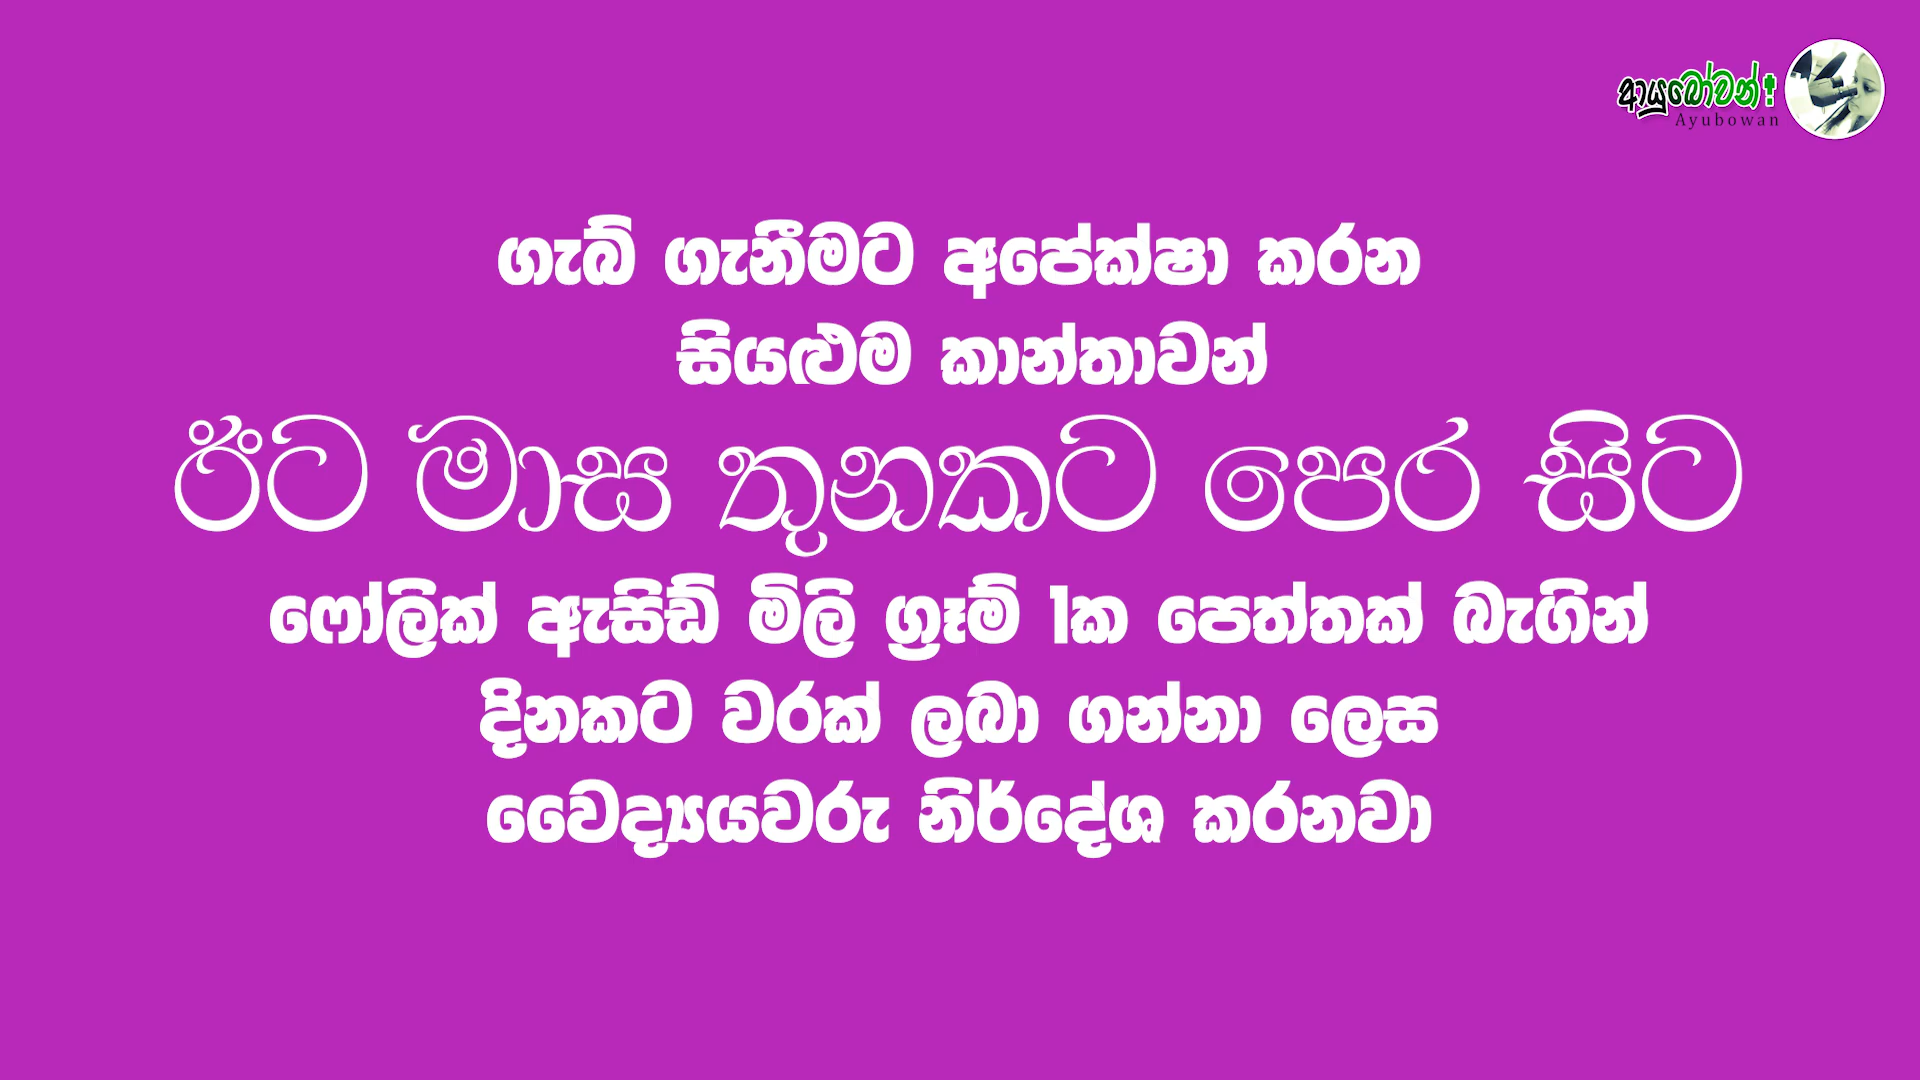 ආයුබෝවන්!
Ayubowan
ගැබ් ගැනීමට අපේක්ෂා කරන
සියළුම කාන්තාවන්
ඊට මාස තුනකට පෙර සිට
ෆෝලික් ඇසිඩ් මිලි ග්‍රෑම් 1ක පෙත්තක් බැගින්
දිනකට වරක් ලබා ගන්නා ලෙස
වෛද්‍යයවරු නිර්දේශ කරනවා